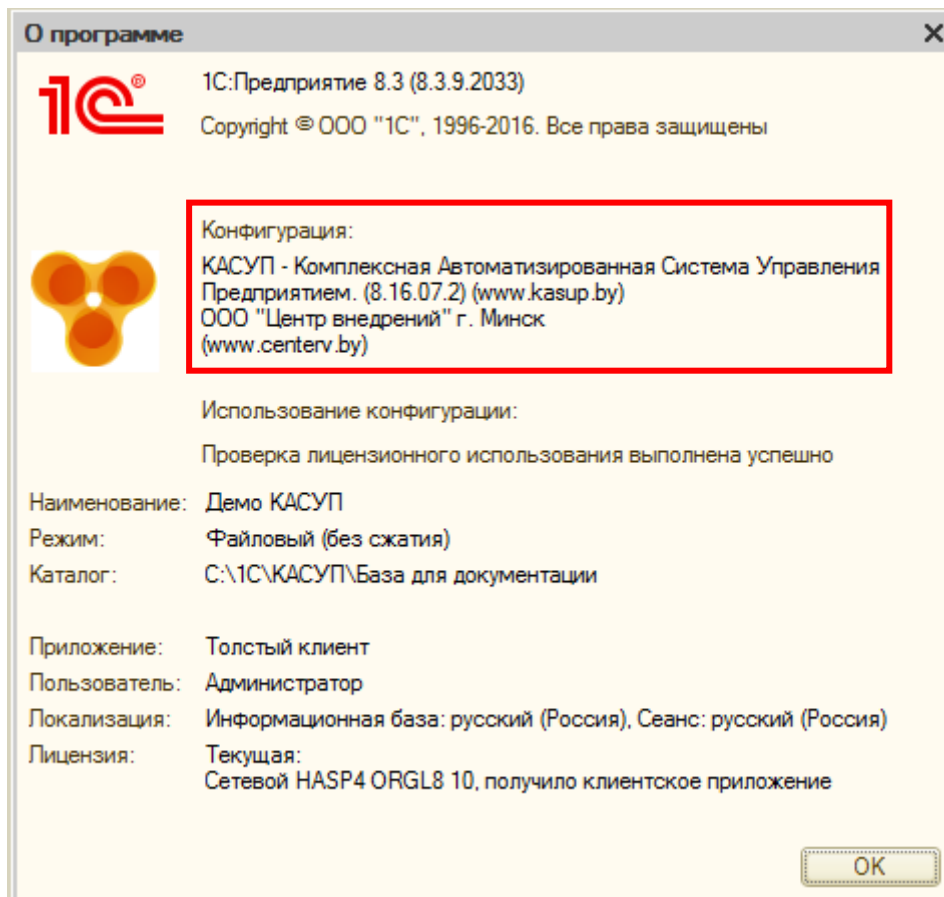 О программе
1С®
1С:Предприятие 8.3 (8.3.9.2033)
Copyright © ООО "1С", 1996-2016. Все права защищены
Конфигурация:
КАСУП - Комплексная Автоматизированная Система Управления
Предприятием. (8.16.07.2) (www.kasup.by)
ООО "Центр внедрений" г. Минск
(www.centerv.by)
Использование конфигурации:
Проверка лицензионного использования выполнена успешно
Наименование: Демо КАСУП
Режим: Файловый (без сжатия)
Каталог: C:\1С\КАСУП\База для документации
Приложение: Толстый клиент
Пользователь: Администратор
Локализация: Информационная база: русский (Россия), Сеанс: русский (Россия)
Лицензия: Текущая:
Сетевой HASP4 ORGL8 10, получило клиентское приложение
OK